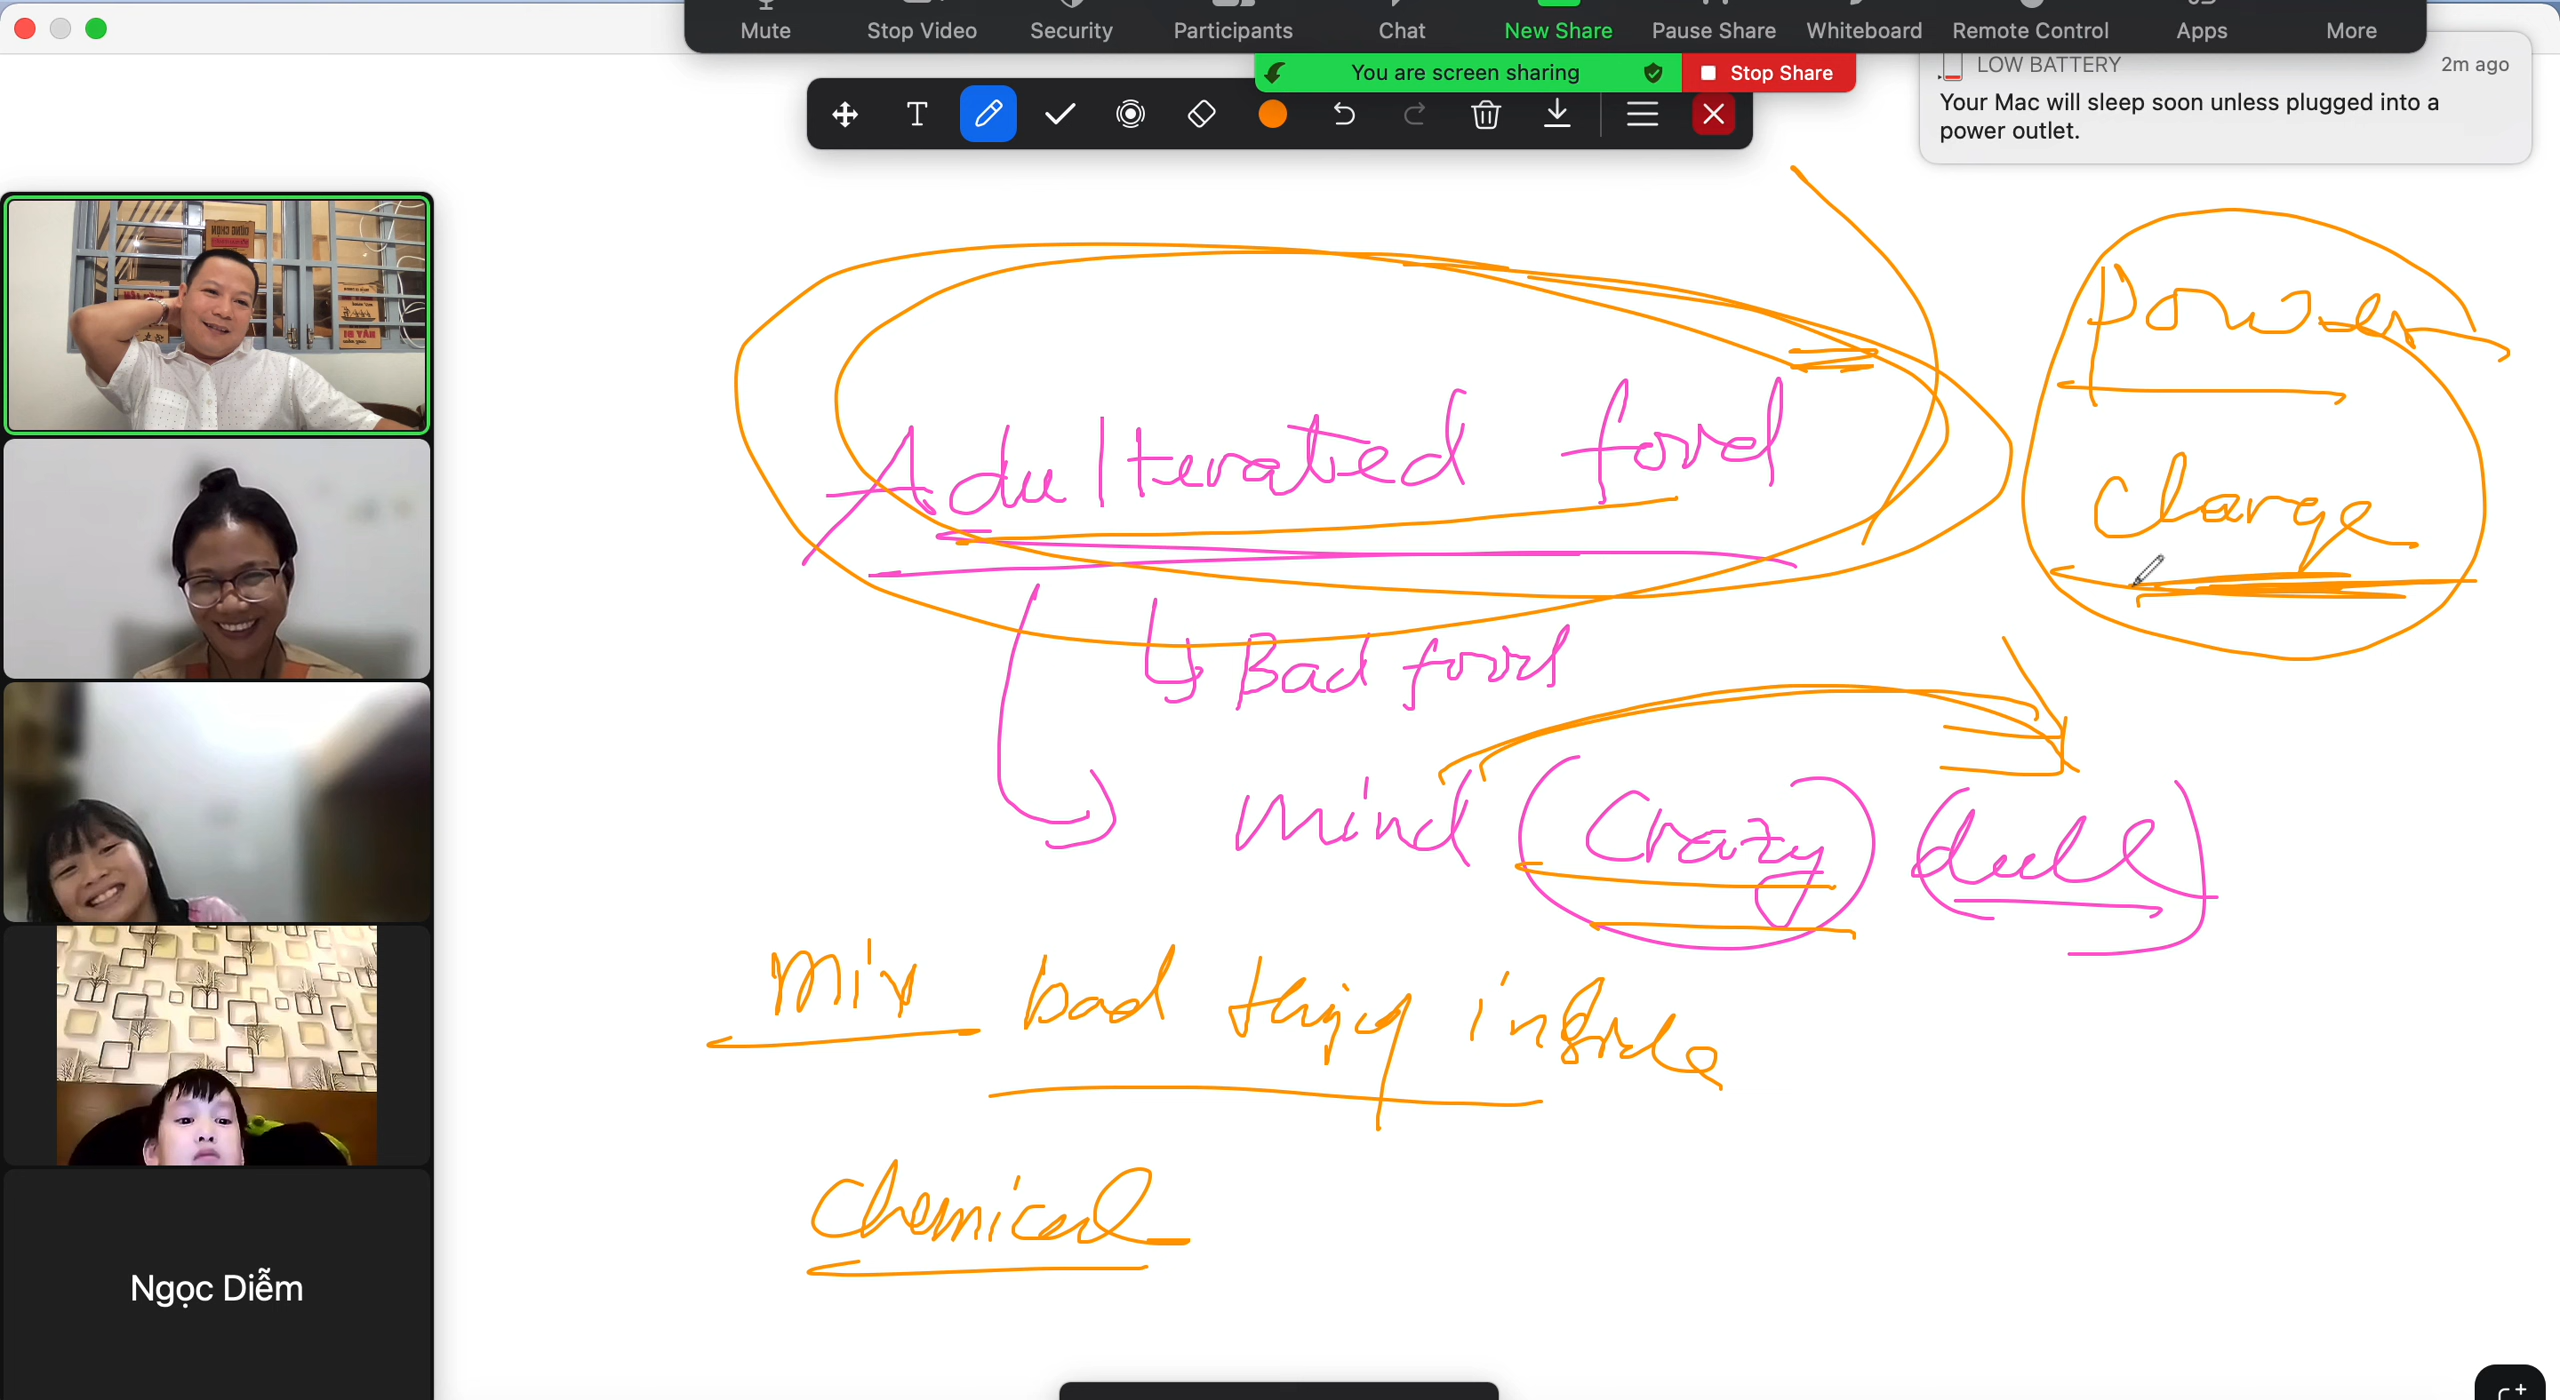 Mute Stop Video Security Participants Chat New Share Pause Share Whiteboard Remote Control Apps More
You are screen sharing Stop Share
LOW BATTERY 2m ago
Your Mac will sleep soon unless plugged into a
power outlet.
T
Power
Adulterated food
Charge
Bad food
Mind (Crazy) (dull)
Mix bad thing inside
Chemical
Ngọc Diễm